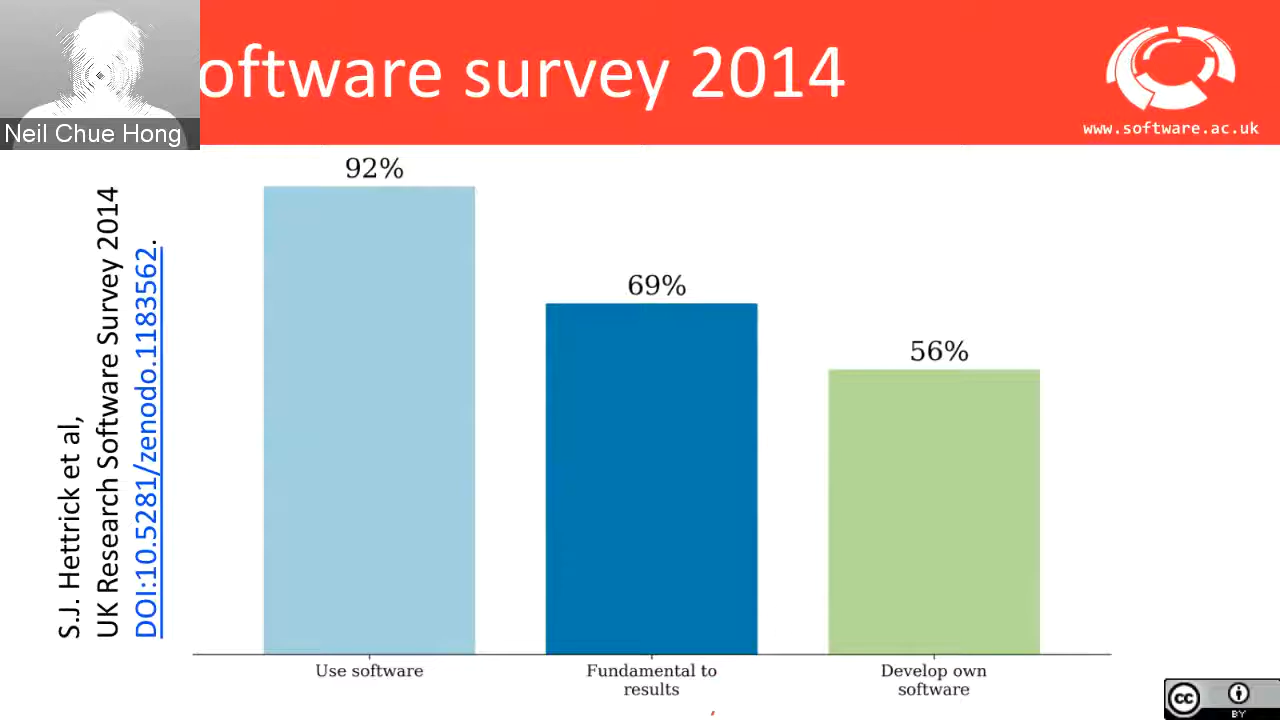 oftware survey 2014
www.software.ac.uk
Neil Chue Hong
S.J. Hettrick et al,
UK Research Software Survey 2014
DOI:10.5281/zenodo.1183562.
92%
69%
56%
Use software
Fundamental to
results
Develop own
software
cc
BY